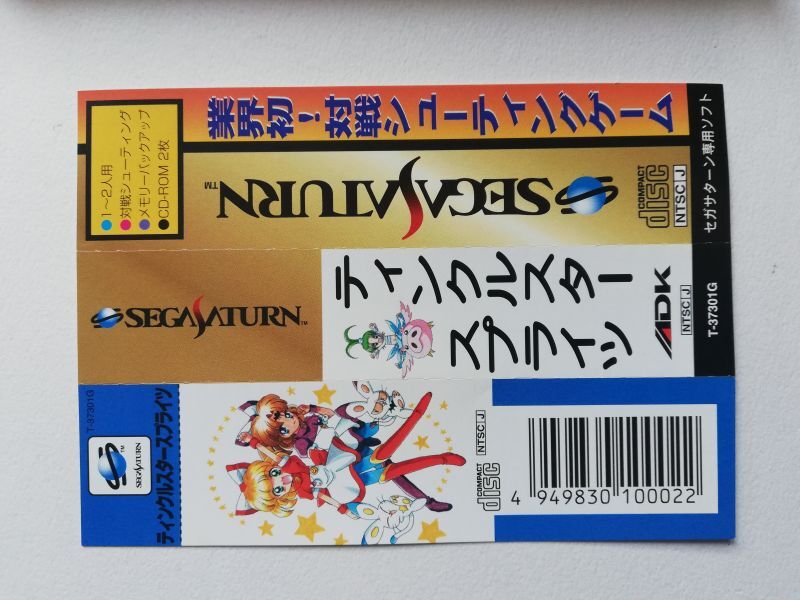 業界初!対戦シューティングゲーム
1～2人用
対戦シューティング
メモリーバックアップ
CD-ROM 2枚
SEGASATURN™
COMPACT
disc
NTSC J
セガサターン専用ソフト
SEGASATURN™
ティンクルスター
スプライツ
ADK
NTSC J
T-37301G
T-37301G
SEGASATURN™
ティンクルスタースプライツ
COMPACT
disc
NTSC J
4 949830 100022